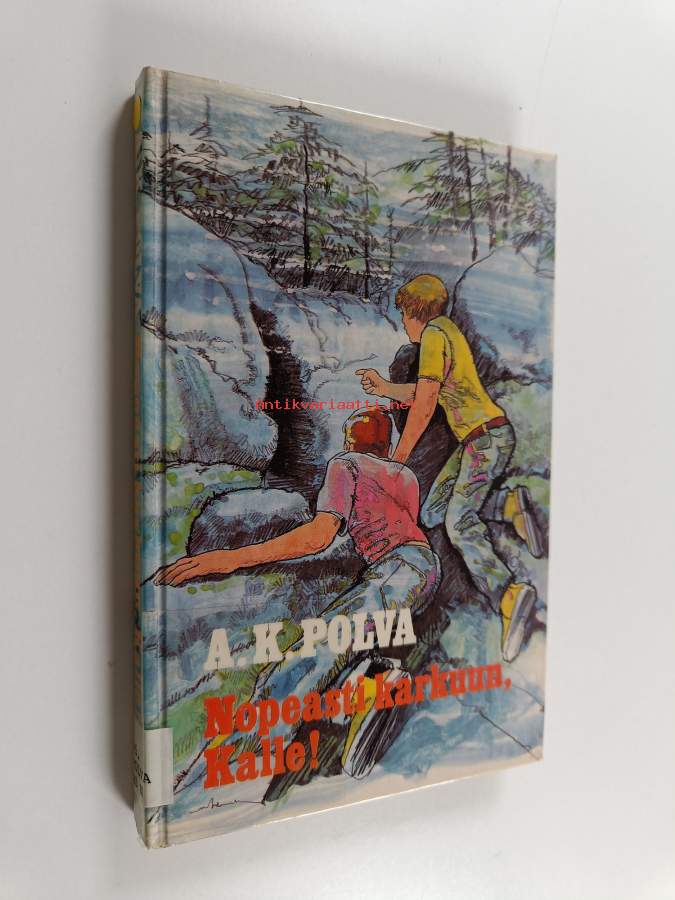 Antikvariaatti.net
A.K. POLVA
Nopeasti karkuun,
Kalle!